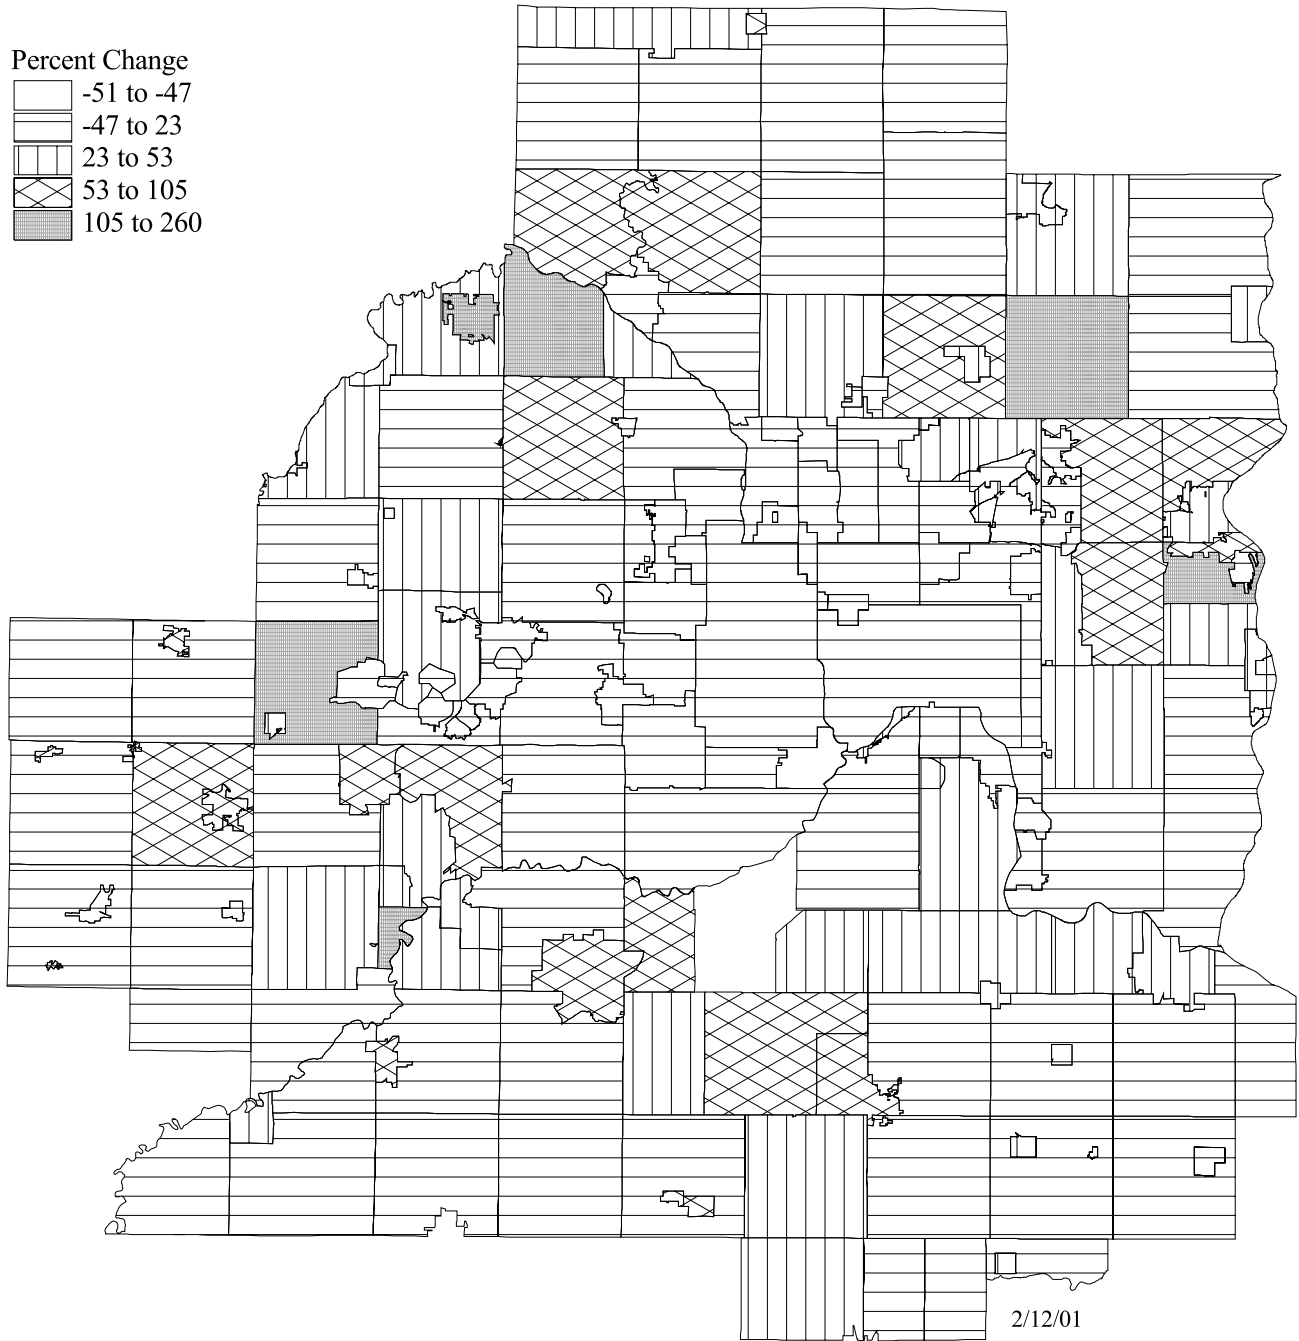 Percent Change
-51 to -47
-47 to 23
23 to 53
53 to 105
105 to 260
2/12/01